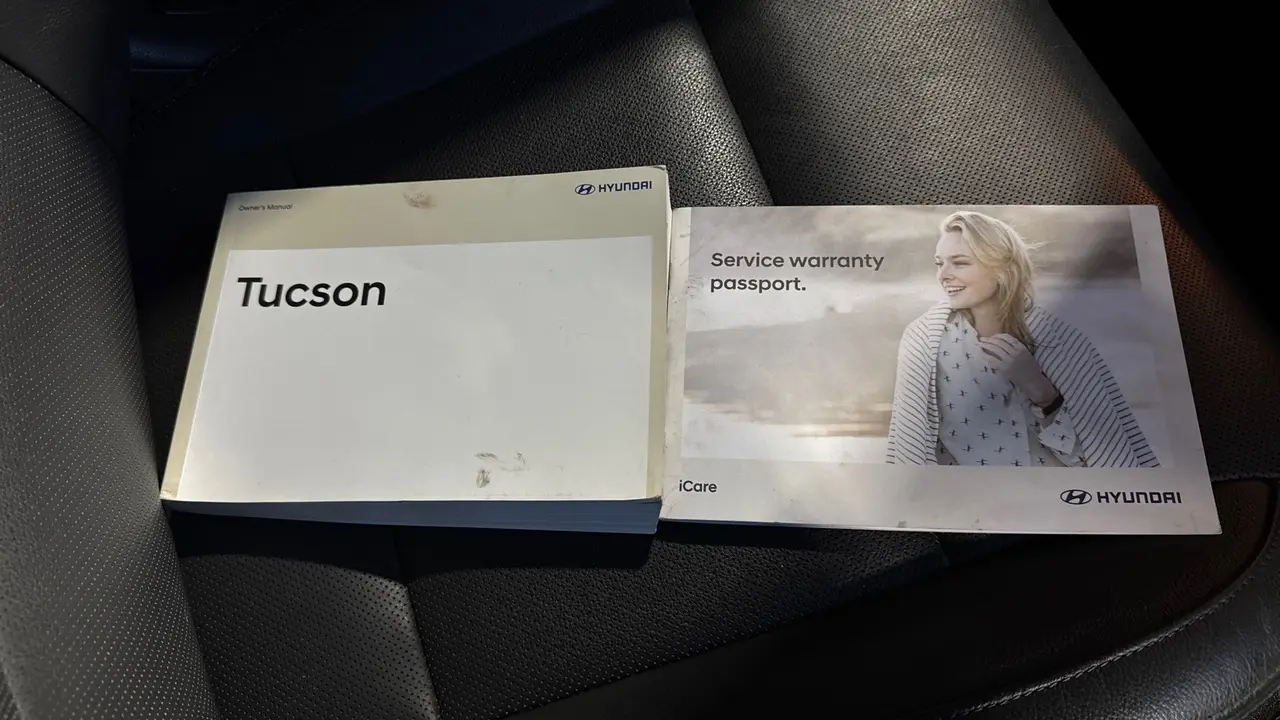 Owner's Manual
HYUNDAI
Tucson
Service warranty
passport.
iCare
HYUNDAI